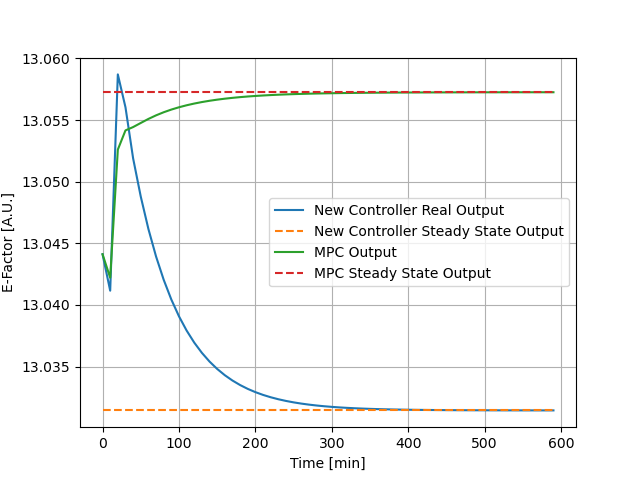 13.060
13.055
13.050
13.045
13.040
13.035
E-Factor [A.U.]
New Controller Real Output
New Controller Steady State Output
MPC Output
MPC Steady State Output
0 100 200 300 400 500 600
Time [min]